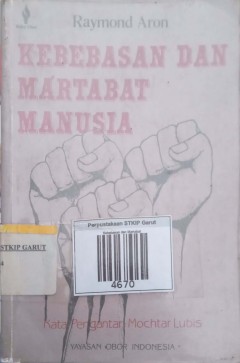 Raymond Aron
KEBEBASAN DAN
MARTABAT
MANUSIA
STKIP GARUT
Perpustakaan STKIP Garut
4670
Kata Pengantar: Mochtar Lubis
YAYASAN OBOR INDONESIA